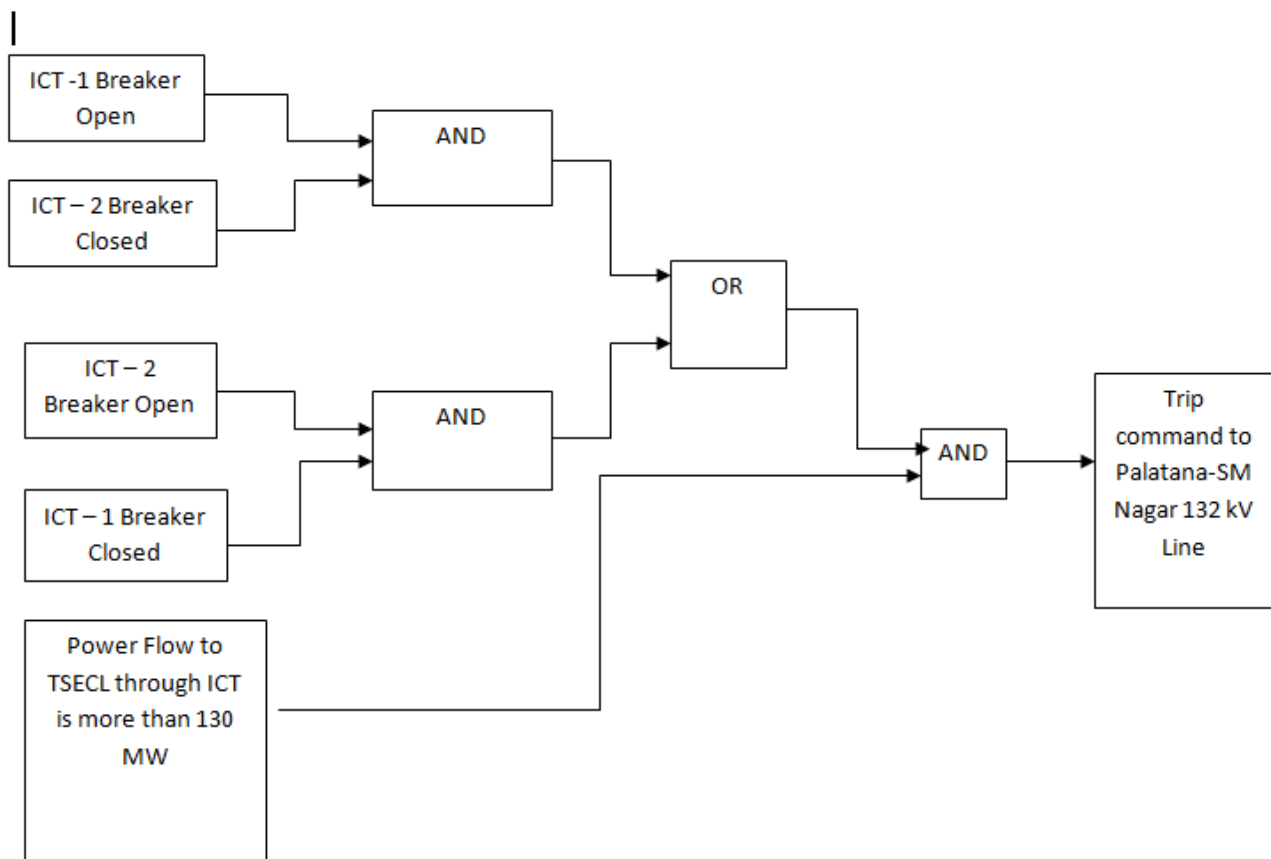 ICT -1 Breaker
Open
AND
ICT – 2 Breaker
Closed
OR
ICT – 2
Breaker Open
AND
ICT – 1 Breaker
Closed
AND
Trip
command to
Palatana-SM
Nagar 132 kV
Line
Power Flow to
TSECL through ICT
is more than 130
MW